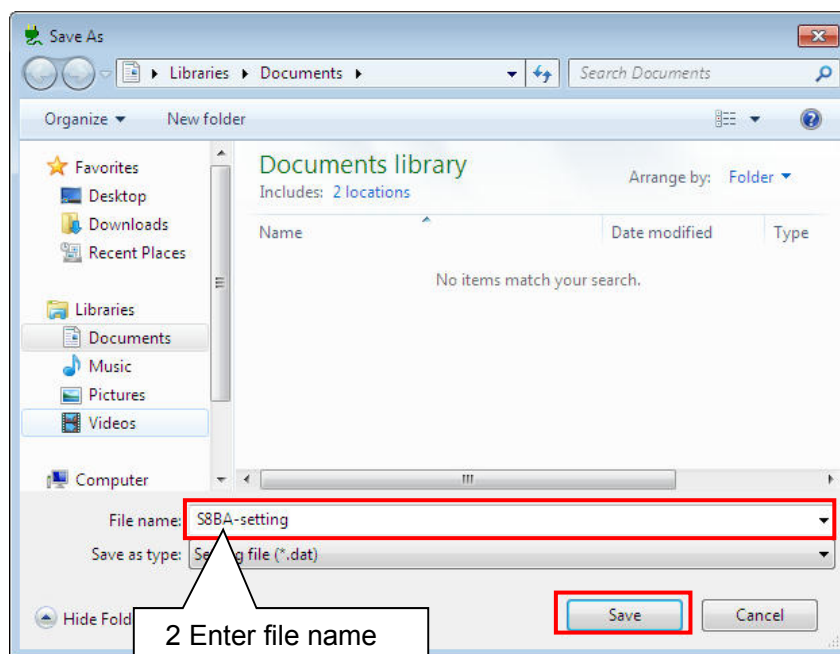 Save As
Libraries Documents Search Documents
Organize New folder
Favorites
Desktop
Downloads
Recent Places
Libraries
Documents
Music
Pictures
Videos
Computer
Documents library
Includes: 2 locations
Arrange by: Folder
Name Date modified Type
No items match your search.
File name: S8BA-setting
Save as type: file (*.dat)
Hide
Save Cancel
2 Enter file name